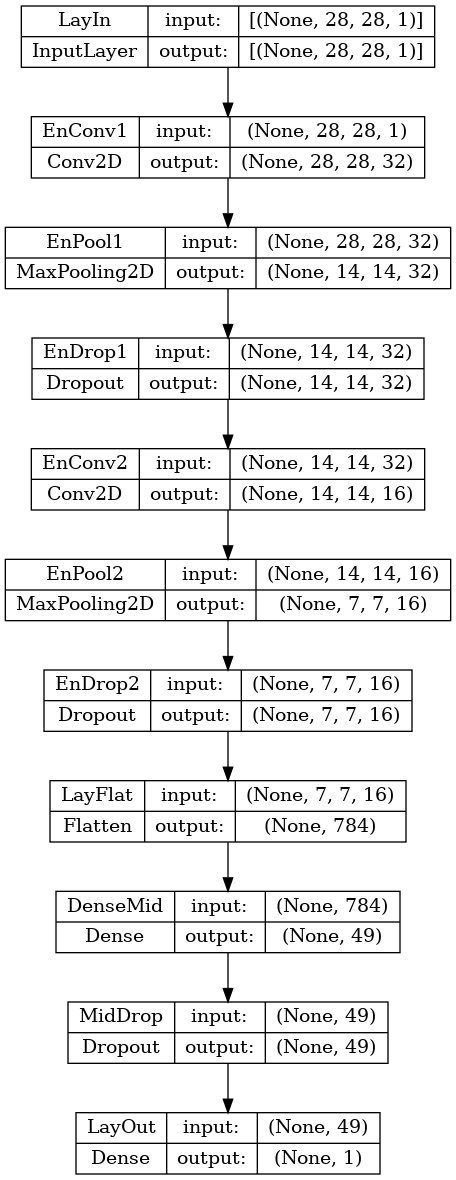 LayIn input: [(None, 28, 28, 1)]
InputLayer output: [(None, 28, 28, 1)]
EnConv1 input: (None, 28, 28, 1)
Conv2D output: (None, 28, 28, 32)
EnPool1 input: (None, 28, 28, 32)
MaxPooling2D output: (None, 14, 14, 32)
EnDrop1 input: (None, 14, 14, 32)
Dropout output: (None, 14, 14, 32)
EnConv2 input: (None, 14, 14, 32)
Conv2D output: (None, 14, 14, 16)
EnPool2 input: (None, 14, 14, 16)
MaxPooling2D output: (None, 7, 7, 16)
EnDrop2 input: (None, 7, 7, 16)
Dropout output: (None, 7, 7, 16)
LayFlat input: (None, 7, 7, 16)
Flatten output: (None, 784)
DenseMid input: (None, 784)
Dense output: (None, 49)
MidDrop input: (None, 49)
Dropout output: (None, 49)
LayOut input: (None, 49)
Dense output: (None, 1)